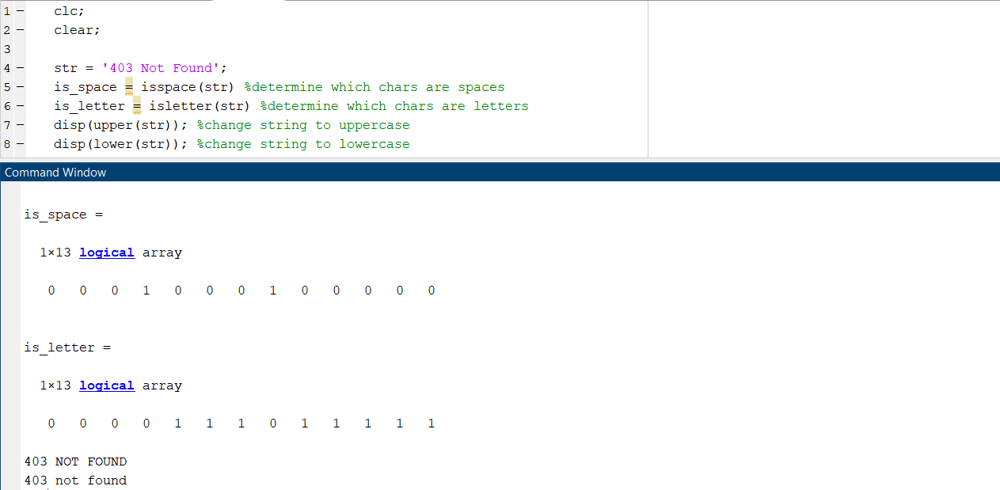 1 – clc;
2 – clear;
3
4 – str = '403 Not Found';
5 – is_space = isspace(str) %determine which chars are spaces
6 – is_letter = isletter(str) %determine which chars are letters
7 – disp(upper(str)); %change string to uppercase
8 – disp(lower(str)); %change string to lowercase
Command Window
is_space =
1×13 logical array
0 0 0 1 0 0 0 1 0 0 0 0 0
is_letter =
1×13 logical array
0 0 0 0 1 1 1 0 1 1 1 1 1
403 NOT FOUND
403 not found